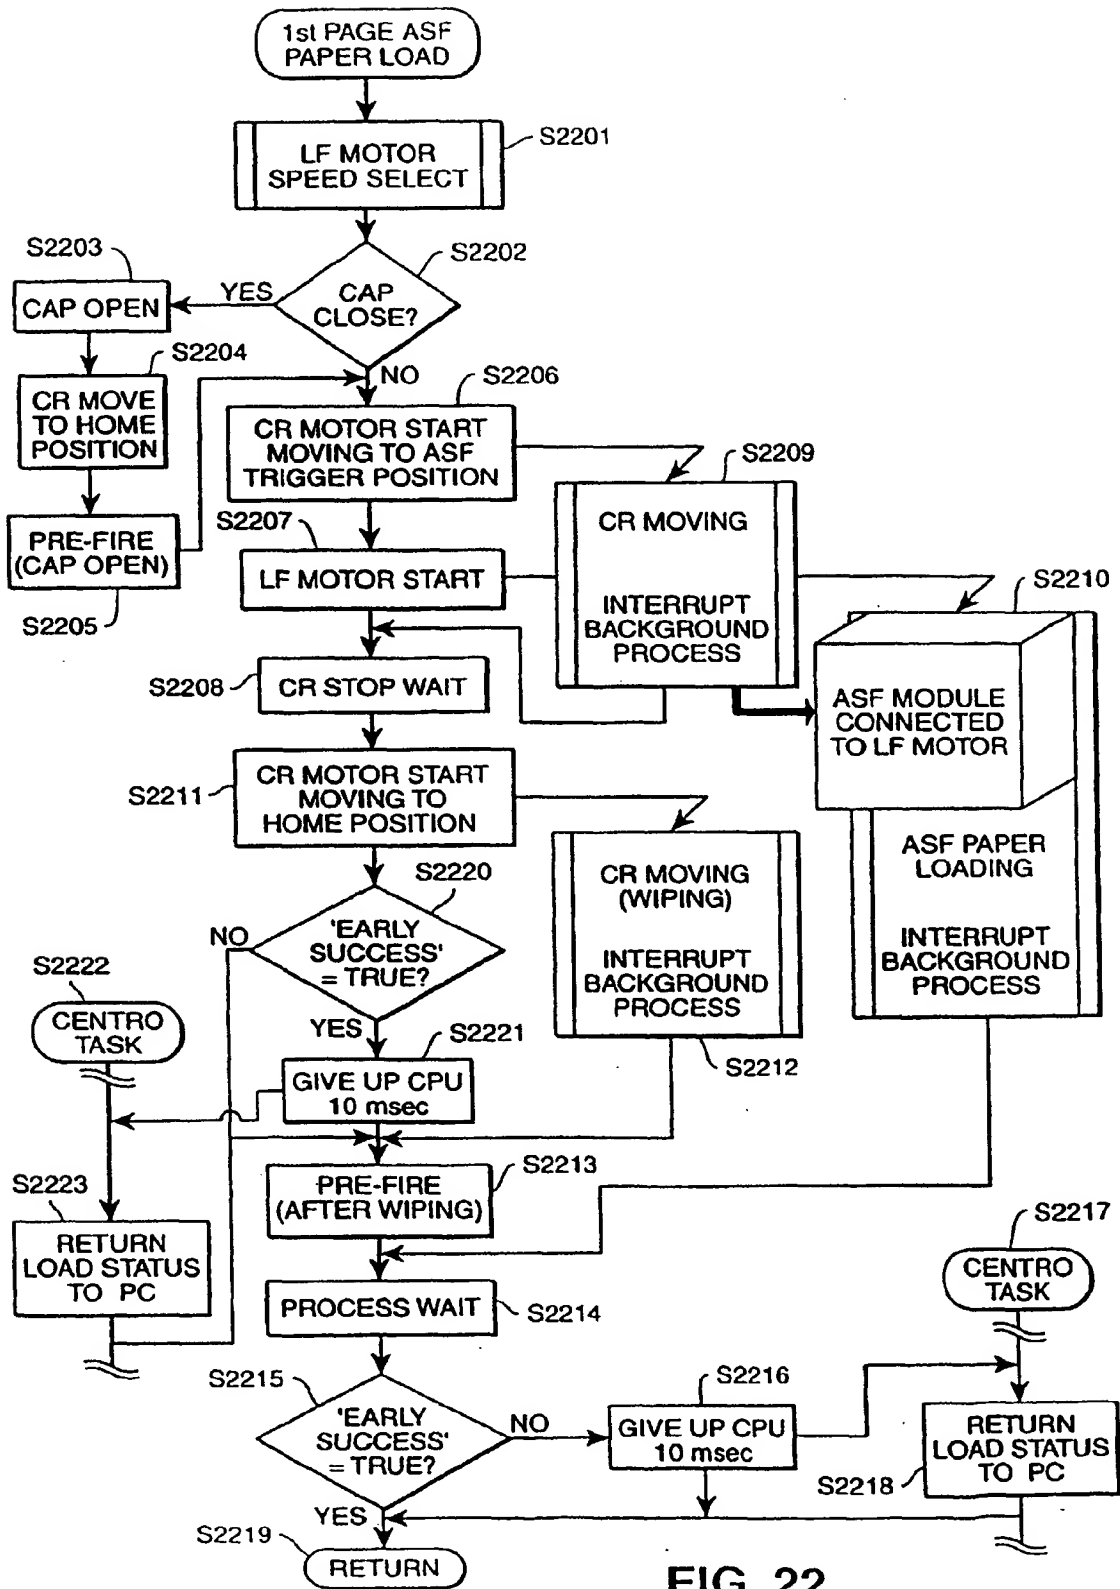 1st PAGE ASF
PAPER LOAD
LF MOTOR
SPEED SELECT
S2201
S2202
CAP
CLOSE?
YES
NO
S2203
CAP OPEN
S2204
CR MOVE
TO HOME
POSITION
PRE-FIRE
(CAP OPEN)
S2205
S2206
CR MOTOR START
MOVING TO ASF
TRIGGER POSITION
S2207
LF MOTOR START
S2208
CR STOP WAIT
S2209
CR MOVING
INTERRUPT
BACKGROUND
PROCESS
S2210
ASF MODULE
CONNECTED
TO LF MOTOR
ASF PAPER
LOADING
INTERRUPT
BACKGROUND
PROCESS
S2211
CR MOTOR START
MOVING TO
HOME POSITION
CR MOVING
(WIPING)
INTERRUPT
BACKGROUND
PROCESS
S2212
S2220
'EARLY
SUCCESS'
= TRUE?
NO
YES
S2222
CENTRO
TASK
S2221
GIVE UP CPU
10 msec
S2223
RETURN
LOAD STATUS
TO PC
S2213
PRE-FIRE
(AFTER WIPING)
PROCESS WAIT
S2214
S2215
'EARLY
SUCCESS'
= TRUE?
NO
YES
S2216
GIVE UP CPU
10 msec
S2217
CENTRO
TASK
RETURN
LOAD STATUS
TO PC
S2218
S2219
RETURN
FIG. 22